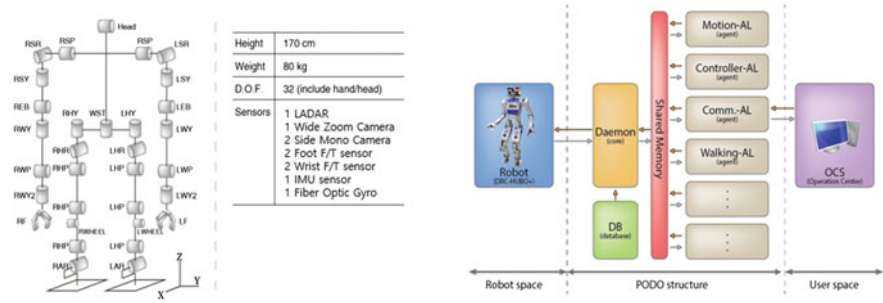 Head
RSR
RSP
RSP
LSR
RSY
LSY
REB
LEB
RHY
WST
LHY
RWY
LWY
RHR
LHR
RWP
RHP
LHP
LWP
RWY2
LWY2
RHP
LHP
RF
LF
RWHEEL
LWHEEL
RHP
LHP
RAR
LAR
Z
Y
X
Height 170 cm
Weight 80 kg
D.O.F. 32 (include hand/head)
Sensors 1 LADAR
1 Wide Zoom Camera
2 Side Mono Camera
2 Foot F/T sensor
2 Wrist F/T sensor
1 IMU sensor
1 Fiber Optic Gyro
Robot
(DRC-HUBO+)
Daemon
(core)
DB
(database)
Shared Memory
Motion-AL
(agent)
Controller-AL
(agent)
Comm.-AL
(agent)
Walking-AL
(agent)
OCS
(Operation Center)
Robot space
PODO structure
User space